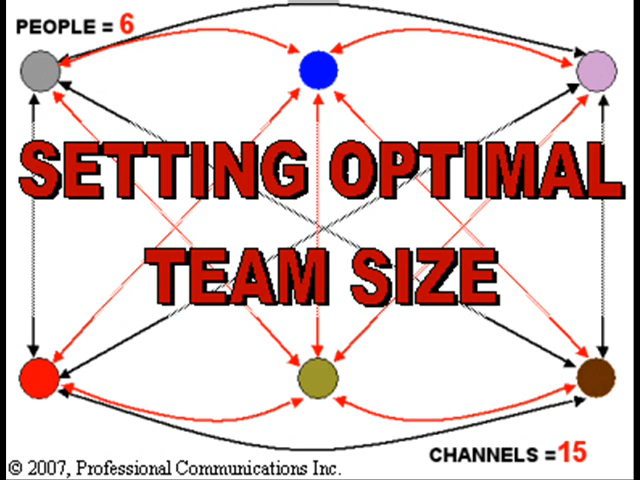 PEOPLE = 6
SETTING OPTIMAL
TEAM SIZE
CHANNELS =15
© 2007, Professional Communications Inc.